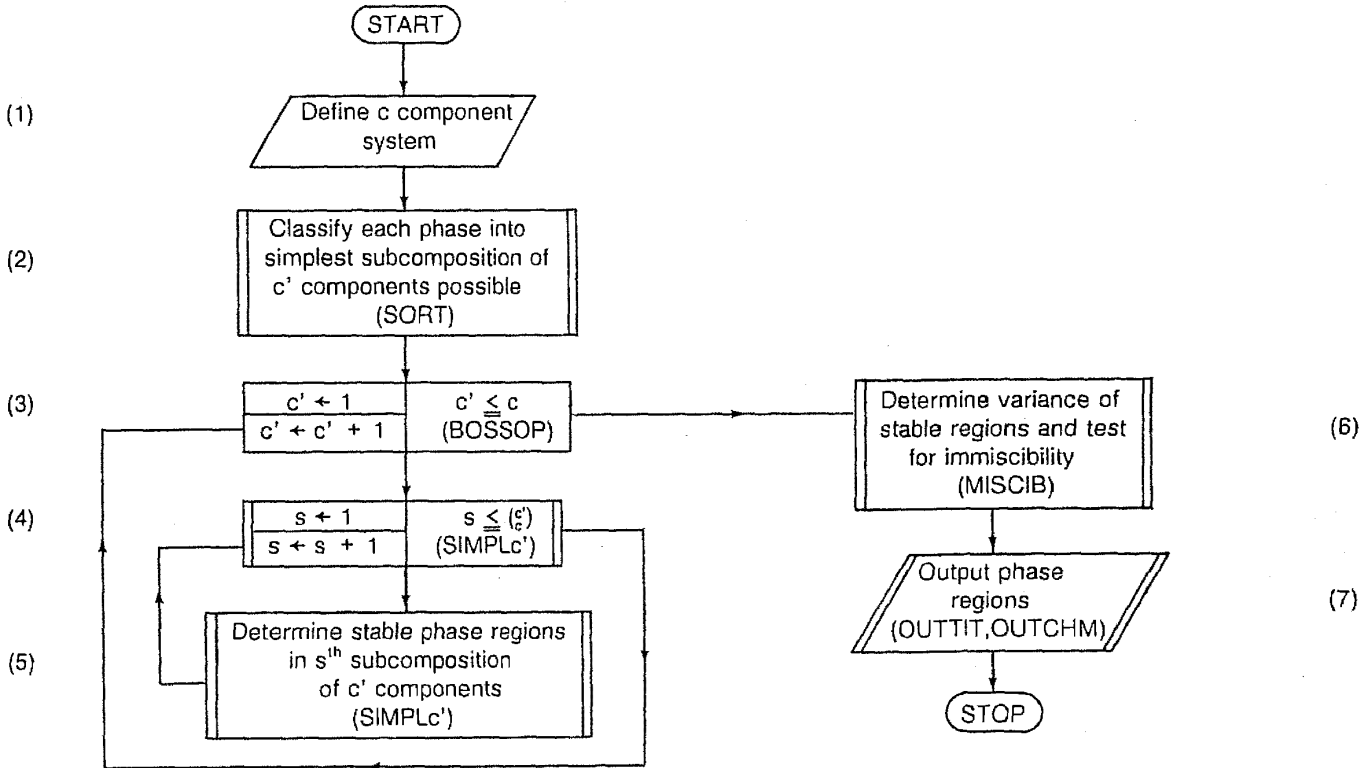 START
(1)
Define c component
system
(2)
Classify each phase into
simplest subcomposition of
c' components possible
(SORT)
(3)
c' ← 1
c' ← c' + 1
c' ≦ c
(BOSSOP)
(4)
s ← 1
s ← s + 1
s ≦ (c' c)
(SIMPLc')
(5)
Determine stable phase regions
in sth subcomposition
of c' components
(SIMPLc')
Determine variance of
stable regions and test
for immiscibility
(MISCIB)
(6)
Output phase
regions
(OUTTIT,OUTCHM)
(7)
STOP